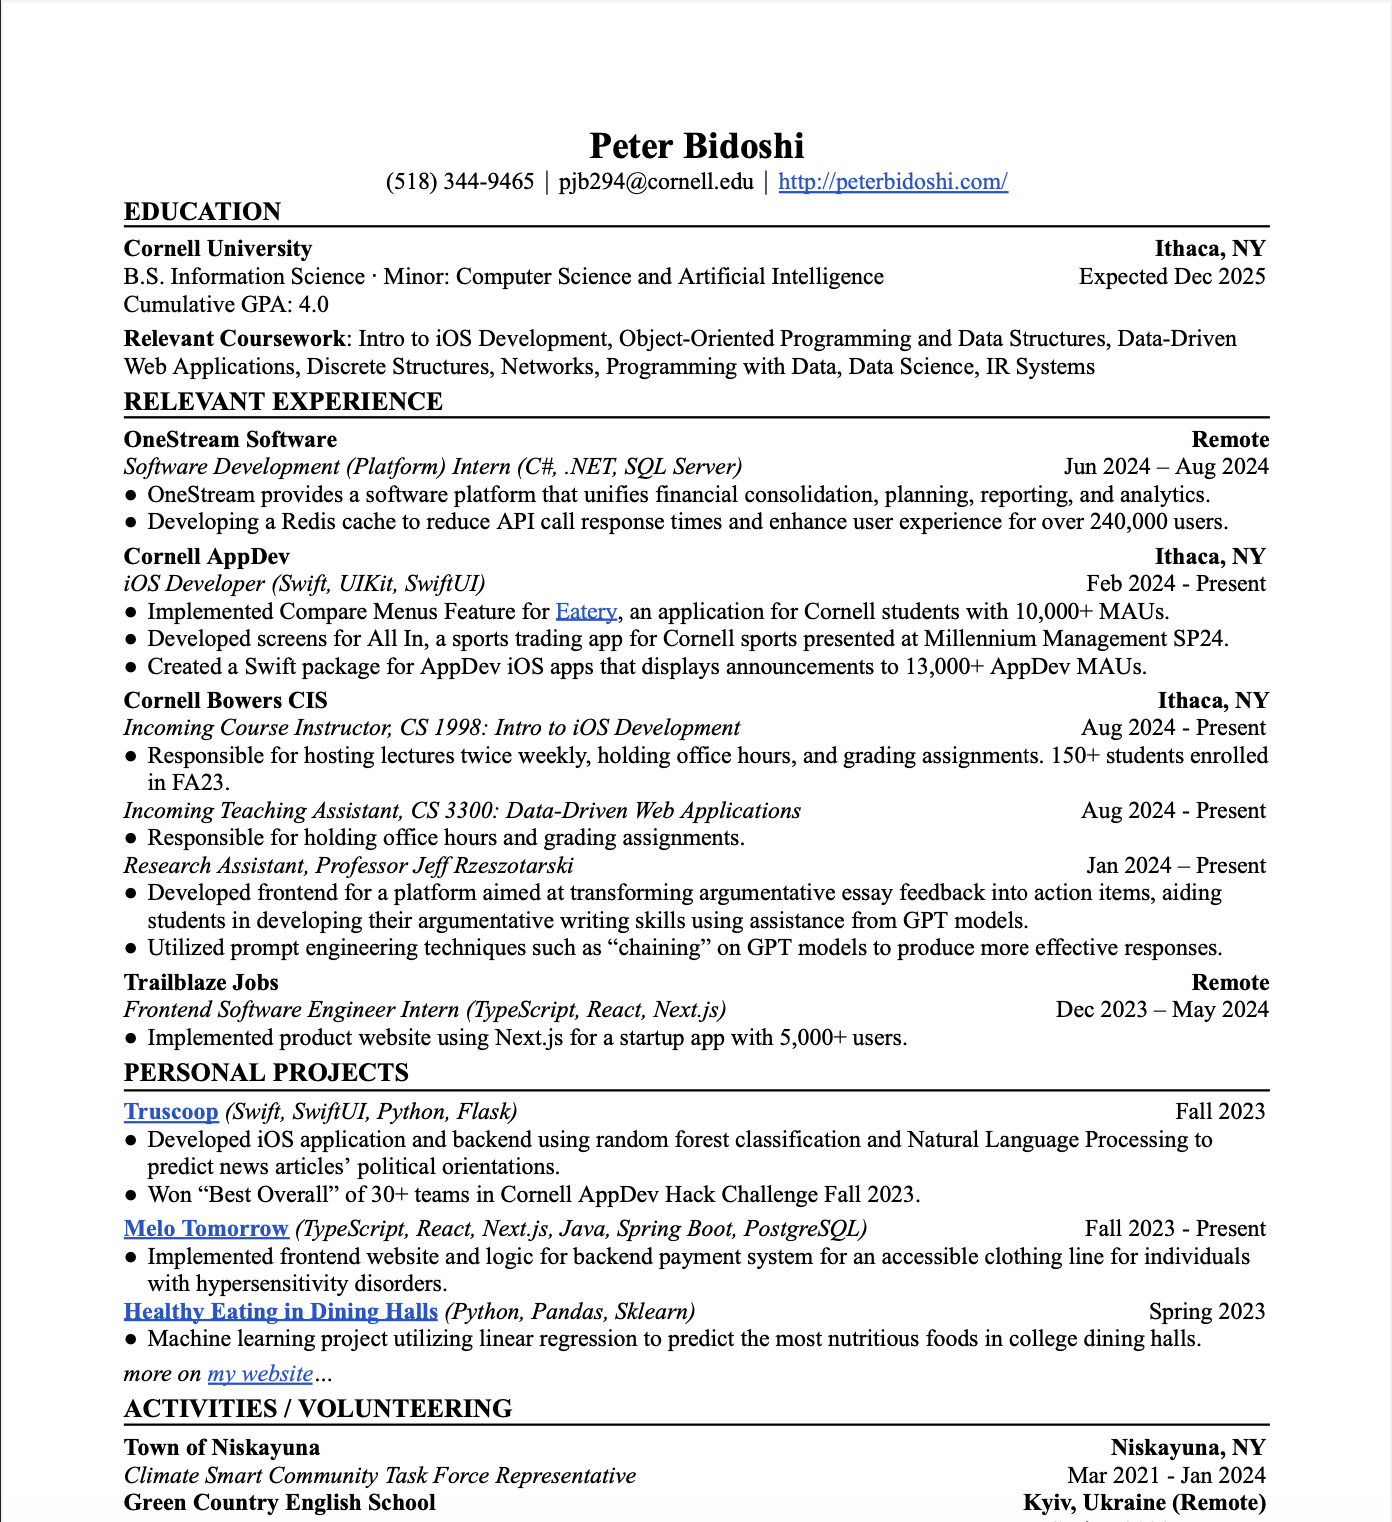 Peter Bidoshi
(518) 344-9465 | pjb294@cornell.edu | http://peterbidoshi.com/
EDUCATION
Cornell University Ithaca, NY
B.S. Information Science · Minor: Computer Science and Artificial Intelligence Expected Dec 2025
Cumulative GPA: 4.0
Relevant Coursework: Intro to iOS Development, Object-Oriented Programming and Data Structures, Data-Driven
Web Applications, Discrete Structures, Networks, Programming with Data, Data Science, IR Systems
RELEVANT EXPERIENCE
OneStream Software Remote
Software Development (Platform) Intern (C#, .NET, SQL Server) Jun 2024 – Aug 2024
● OneStream provides a software platform that unifies financial consolidation, planning, reporting, and analytics.
● Developing a Redis cache to reduce API call response times and enhance user experience for over 240,000 users.
Cornell AppDev Ithaca, NY
iOS Developer (Swift, UIKit, SwiftUI) Feb 2024 - Present
● Implemented Compare Menus Feature for Eatery, an application for Cornell students with 10,000+ MAUs.
● Developed screens for All In, a sports trading app for Cornell sports presented at Millennium Management SP24.
● Created a Swift package for AppDev iOS apps that displays announcements to 13,000+ AppDev MAUs.
Cornell Bowers CIS Ithaca, NY
Incoming Course Instructor, CS 1998: Intro to iOS Development Aug 2024 - Present
● Responsible for hosting lectures twice weekly, holding office hours, and grading assignments. 150+ students enrolled
in FA23.
Incoming Teaching Assistant, CS 3300: Data-Driven Web Applications Aug 2024 - Present
● Responsible for holding office hours and grading assignments.
Research Assistant, Professor Jeff Rzeszotarski Jan 2024 – Present
● Developed frontend for a platform aimed at transforming argumentative essay feedback into action items, aiding
students in developing their argumentative writing skills using assistance from GPT models.
● Utilized prompt engineering techniques such as “chaining” on GPT models to produce more effective responses.
Trailblaze Jobs Remote
Frontend Software Engineer Intern (TypeScript, React, Next.js) Dec 2023 – May 2024
● Implemented product website using Next.js for a startup app with 5,000+ users.
PERSONAL PROJECTS
Truscoop (Swift, SwiftUI, Python, Flask) Fall 2023
● Developed iOS application and backend using random forest classification and Natural Language Processing to
predict news articles’ political orientations.
● Won “Best Overall” of 30+ teams in Cornell AppDev Hack Challenge Fall 2023.
Melo Tomorrow (TypeScript, React, Next.js, Java, Spring Boot, PostgreSQL) Fall 2023 - Present
● Implemented frontend website and logic for backend payment system for an accessible clothing line for individuals
with hypersensitivity disorders.
Healthy Eating in Dining Halls (Python, Pandas, Sklearn) Spring 2023
● Machine learning project utilizing linear regression to predict the most nutritious foods in college dining halls.
more on my website…
ACTIVITIES / VOLUNTEERING
Town of Niskayuna Niskayuna, NY
Climate Smart Community Task Force Representative Mar 2021 - Jan 2024
Green Country English School Kyiv, Ukraine (Remote)